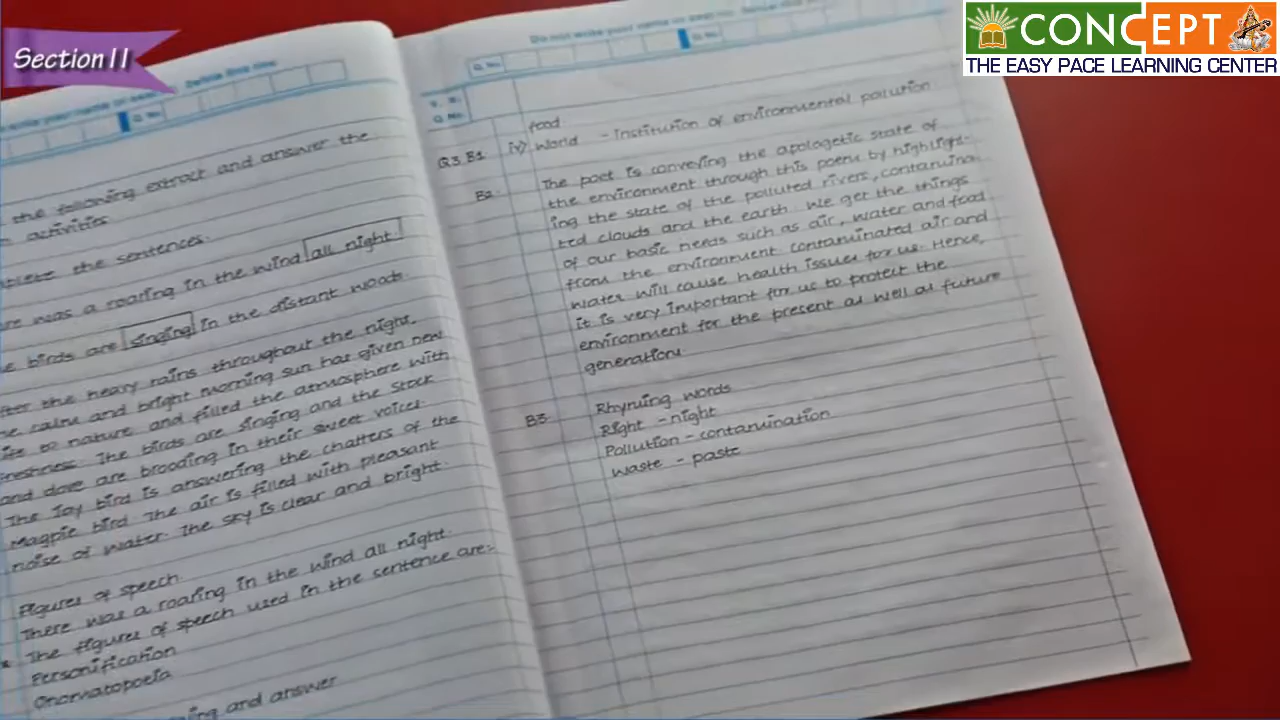 Section II
CONCEPT
THE EASY PACE LEARNING CENTER
Q. No.
the following extract and answer the
activities
the sentences.
was a roaring in the wind all night.
birds are singing in the distant woods.
the heavy rains throughout the night.
calm and bright morning sun has given new
to nature and filled the atmosphere with
The birds are singing and the stock
and dove are brooding in their sweet voices.
The Jay bird is answering the chatters of the
Magpie bird. The air is filled with pleasant
noise of water. The sky is clear and bright.
Figures of speech.
There was a roaring in the wind all night.
The figures of speech used in the sentence are:-
Personification
Onomatopoeia
and answer
Q. No.
Q. No.
food
Q3. B1. iv) World - institution of environmental pollution
B2. The poet is conveying the apologetic state of
the environment through this poem by highlight-
ing the state of the polluted rivers, contamina
ted clouds and the earth. We get the things
of our basic needs such as air, water and food
from the environment contaminated air and
water will cause health issues for us. Hence,
it is very important for us to protect the
environment for the present as well as future
generations.
B3. Rhyming words
Right - night
Pollution - contamination
Waste - paste